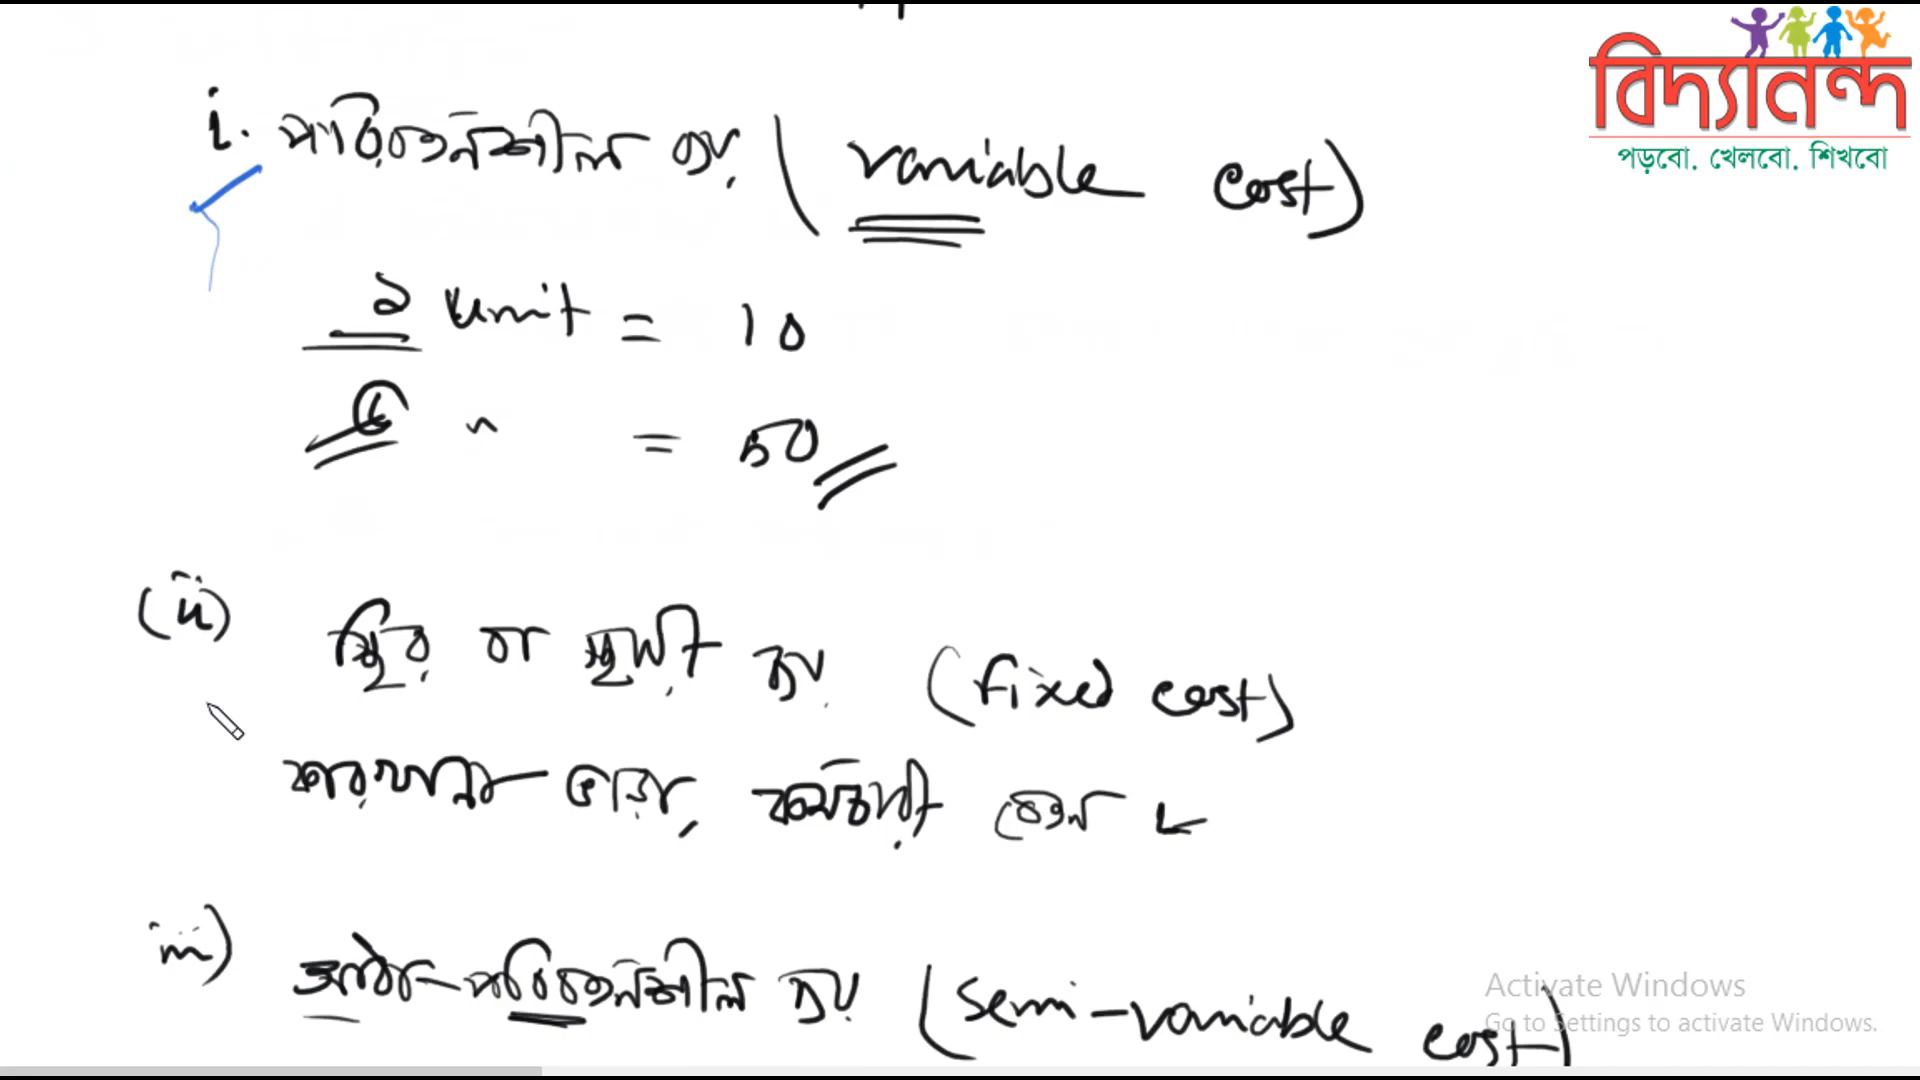 বিদ্যানন্দ
পড়বো. খেলবো. শিখবো
i. পরিবর্তনশীল ব্যয় (variable cost)
১ unit = 10
৫ " = ৫০
(ii) স্থির বা স্থায়ী ব্যয় (fixed cost)
কারখানা ভাড়া, কর্মচারী বেতন
iii) আধা-পরিবর্তনশীল ব্যয় (semi-variable cost)
Activate Windows
Go to Settings to activate Windows.